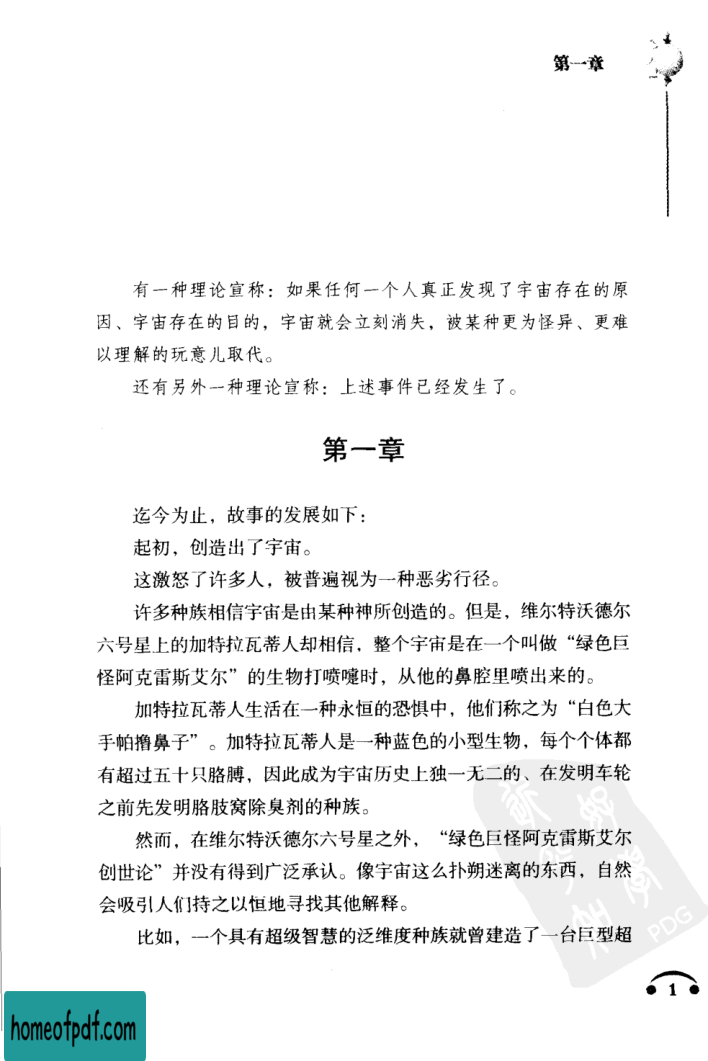 第一章
有一种理论宣称：如果任何一个人真正发现了宇宙存在的原
因、宇宙存在的目的，宇宙就会立刻消失，被某种更为怪异、更难
以理解的玩意儿取代。
还有另外一种理论宣称：上述事件已经发生了。
第一章
迄今为止，故事的发展如下：
起初，创造出了宇宙。
这激怒了许多人，被普遍视为一种恶劣行径。
许多种族相信宇宙是由某种神所创造的。但是，维尔特沃德尔
六号星上的加特拉瓦蒂人却相信，整个宇宙是在一个叫做“绿色巨
怪阿克雷斯艾尔”的生物打喷嚏时，从他的鼻腔里喷出来的。
加特拉瓦蒂人生活在一种永恒的恐惧中，他们称之为“白色大
手帕撸鼻子”。加特拉瓦蒂人是一种蓝色的小型生物，每个个体都
有超过五十只胳膊，因此成为宇宙历史上独一无二的、在发明车轮
之前先发明胳肢窝除臭剂的种族。
然而，在维尔特沃德尔六号星之外，“绿色巨怪阿克雷斯艾尔
创世论”并没有得到广泛承认。像宇宙这么扑朔迷离的东西，自然
会吸引人们持之以恒地寻找其他解释。
比如，一个具有超级智慧的泛维度种族就曾建造了一台巨型超
PDG
1
homeofpdf.com